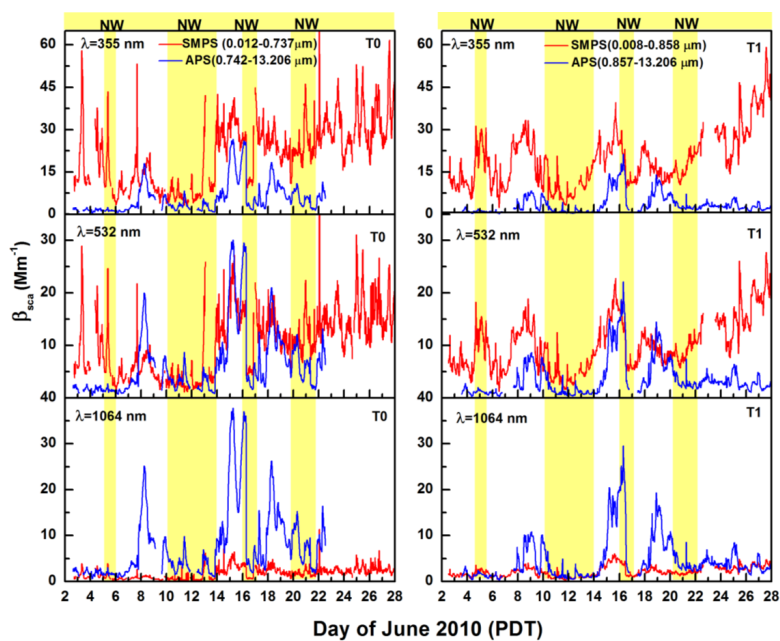 NW NW NW NW
NW NW NW NW
λ=355 nm
SMPS (0.012-0.737μm)
APS(0.742-13.206 μm)
T0
λ=355 nm
SMPS (0.008-0.858 μm)
APS(0.857-13.206 μm)
T1
60
45
30
15
0
60
45
30
15
0
λ=532 nm
T0
λ=532 nm
T1
30
20
10
40
30
20
10
40
βsca (Mm-1)
λ=1064 nm
T0
λ=1064 nm
T1
30
20
10
0
30
20
10
0
2 4 6 8 10 12 14 16 18 20 22 24 26 28
2 4 6 8 10 12 14 16 18 20 22 24 26 28
Day of June 2010 (PDT)